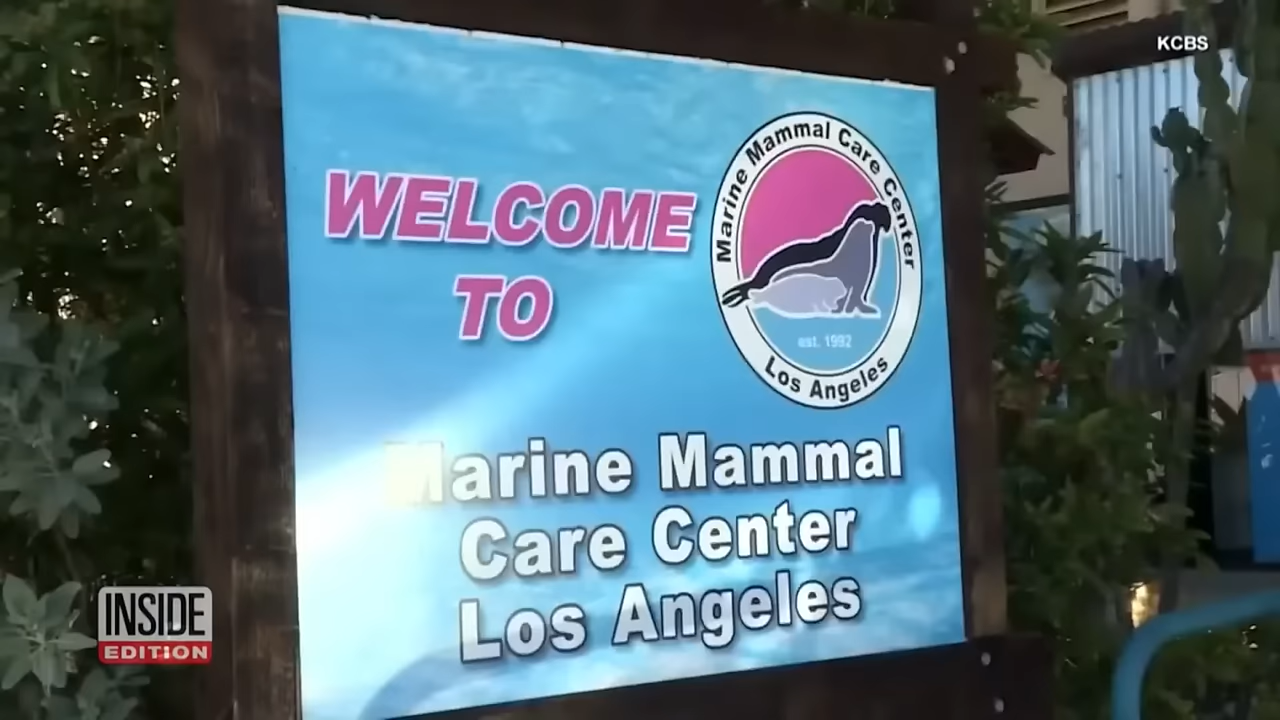 KCBS
WELCOME
TO
Marine Mammal Care Center
est. 1992
Los Angeles
Marine Mammal
Care Center
Los Angeles
INSIDE
EDITION